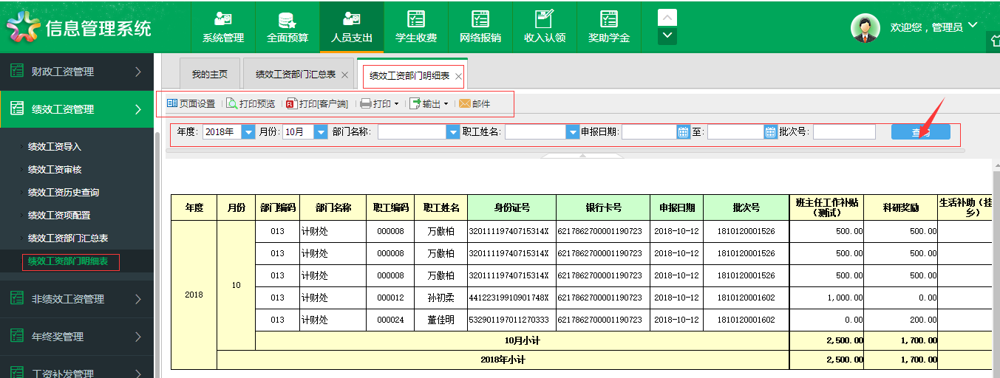 信息管理系统
系统管理 全面预算 人员支出 学生收费 网络报销 收入认领 奖助学金
欢迎您，管理员
财政工资管理
绩效工资管理
绩效工资导入
绩效工资审核
绩效工资历史查询
绩效工资项配置
绩效工资部门汇总表
绩效工资部门明细表
非绩效工资管理
年终奖管理
工资补发管理
我的主页 绩效工资部门汇总表 × 绩效工资部门明细表 ×
页面设置 打印预览 打印[客户端] 打印 输出 邮件
年度: 2018年 月份: 10月 部门名称: 职工姓名: 申报日期: 至: 批次号:
年度 月份 部门编码 部门名称 职工编码 职工姓名 身份证号 银行卡号 申报日期 批次号 班主任工作补贴（测试） 科研奖励 生活补助（挂乡）
013 计财处 000008 万傲柏 32011119740715314X 6217862700001190723 2018-10-12 1810120001526 500.00 500.00
013 计财处 000008 万傲柏 32011119740715314X 6217862700001190723 2018-10-12 1810120001526 500.00 500.00
013 计财处 000008 万傲柏 32011119740715314X 6217862700001190723 2018-10-12 1810120001526 500.00 500.00
2018 10
013 计财处 000012 孙初柔 44122319910901748X 6217862700001190723 2018-10-12 1810120001602 1,000.00 0.00
013 计财处 000024 董佳明 532901197011270333 6217862700001190723 2018-10-12 1810120001602 0.00 200.00
10月小计 2,500.00 1,700.00
2018年小计 2,500.00 1,700.00